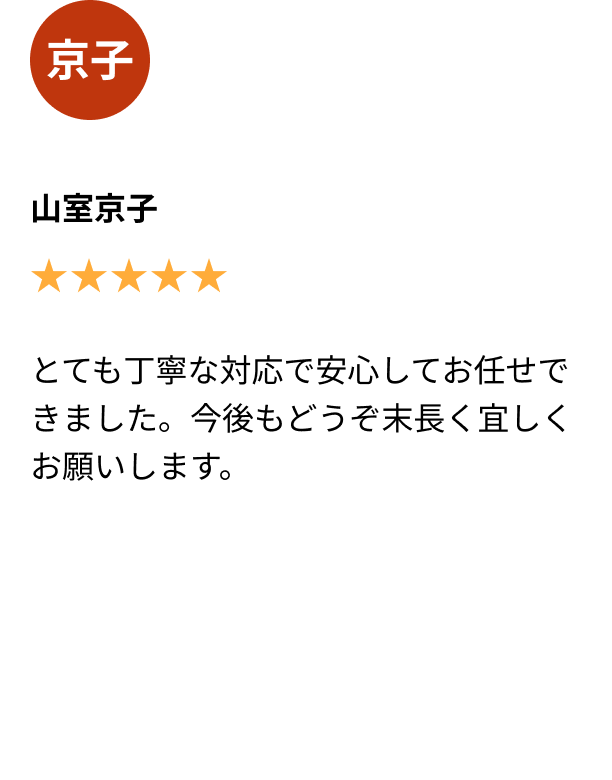 京子
山室京子
★★★★★
とても丁寧な対応で安心してお任せで
きました。今後もどうぞ末長く宜しく
お願いします。